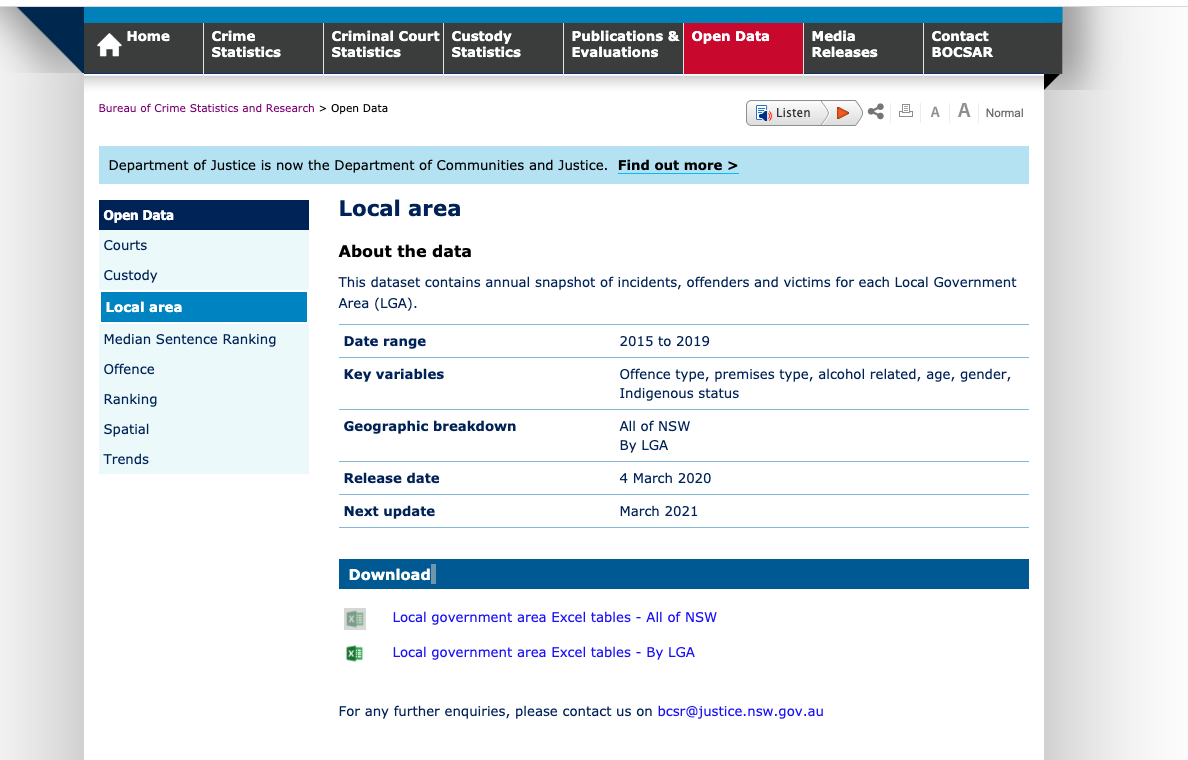 Home
Crime Statistics
Criminal Court Statistics
Custody Statistics
Publications & Evaluations
Open Data
Media Releases
Contact BOCSAR
Bureau of Crime Statistics and Research > Open Data
Listen
A
A
Normal
Department of Justice is now the Department of Communities and Justice. Find out more >
Open Data
Courts
Custody
Local area
Median Sentence Ranking
Offence
Ranking
Spatial
Trends
Local area
About the data
This dataset contains annual snapshot of incidents, offenders and victims for each Local Government
Area (LGA).
Date range 2015 to 2019
Key variables Offence type, premises type, alcohol related, age, gender,
Indigenous status
Geographic breakdown All of NSW
By LGA
Release date 4 March 2020
Next update March 2021
Download
Local government area Excel tables - All of NSW
Local government area Excel tables - By LGA
For any further enquiries, please contact us on bcsr@justice.nsw.gov.au